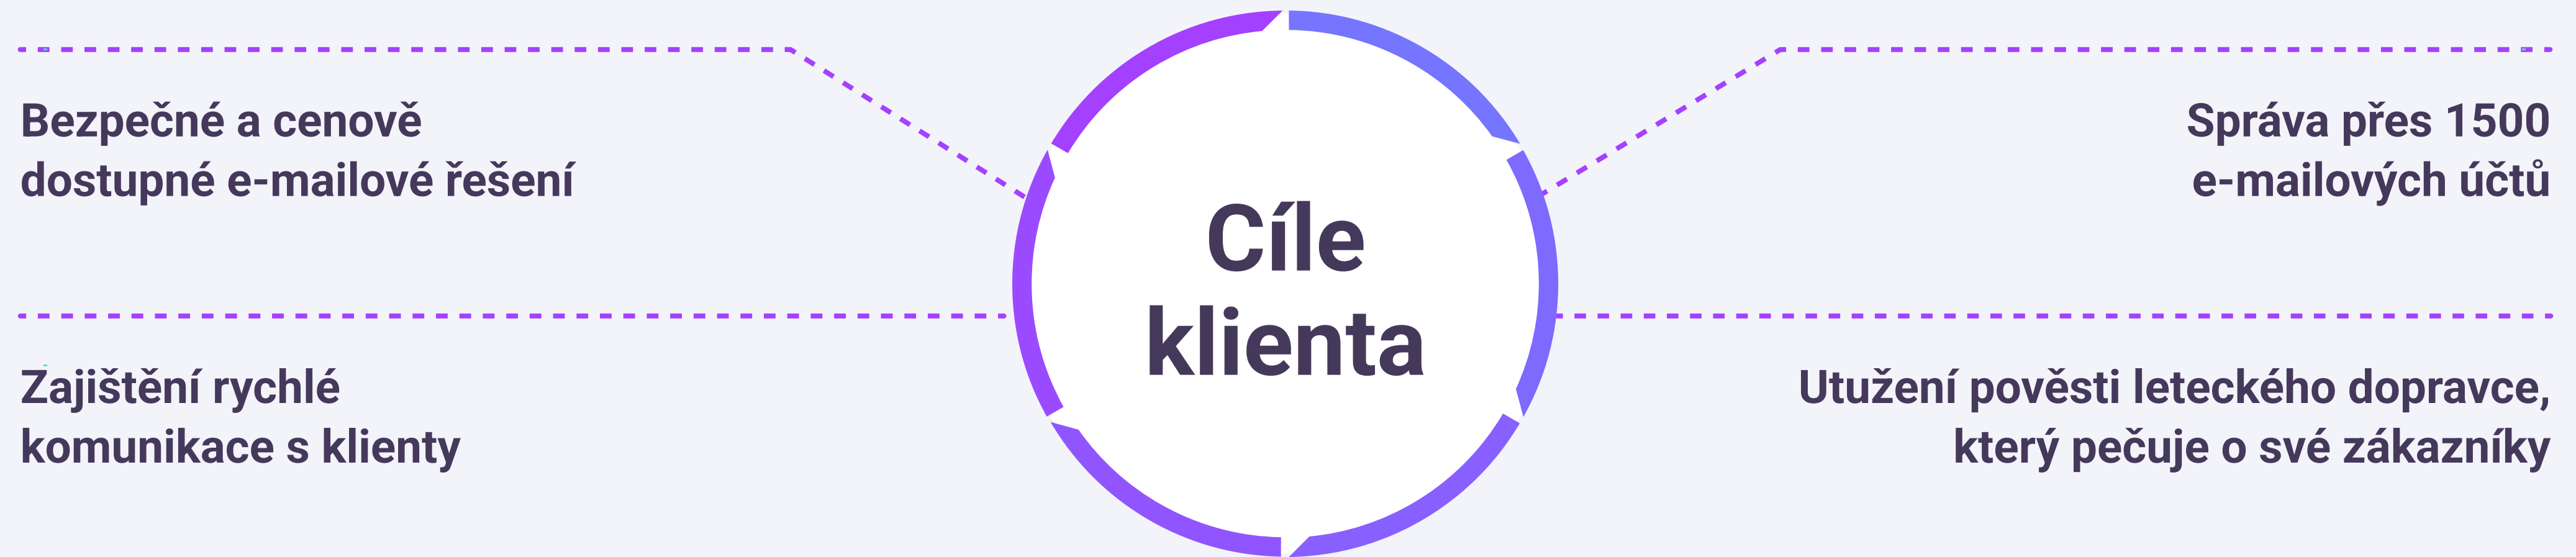 Bezpečné a cenově
dostupné e-mailové řešení
Zajištění rychlé
komunikace s klienty
Cíle
klienta
Správa přes 1500
e-mailových účtů
Utužení pověsti leteckého dopravce,
který pečuje o své zákazníky